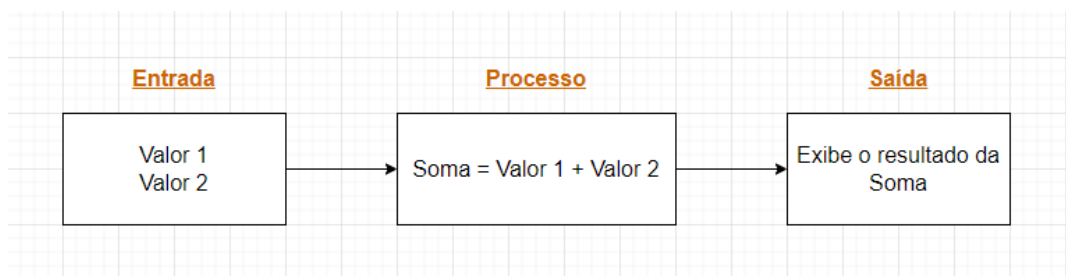 Entrada
Processo
Saída
Valor 1
Valor 2
Soma = Valor 1 + Valor 2
Exibe o resultado da
Soma